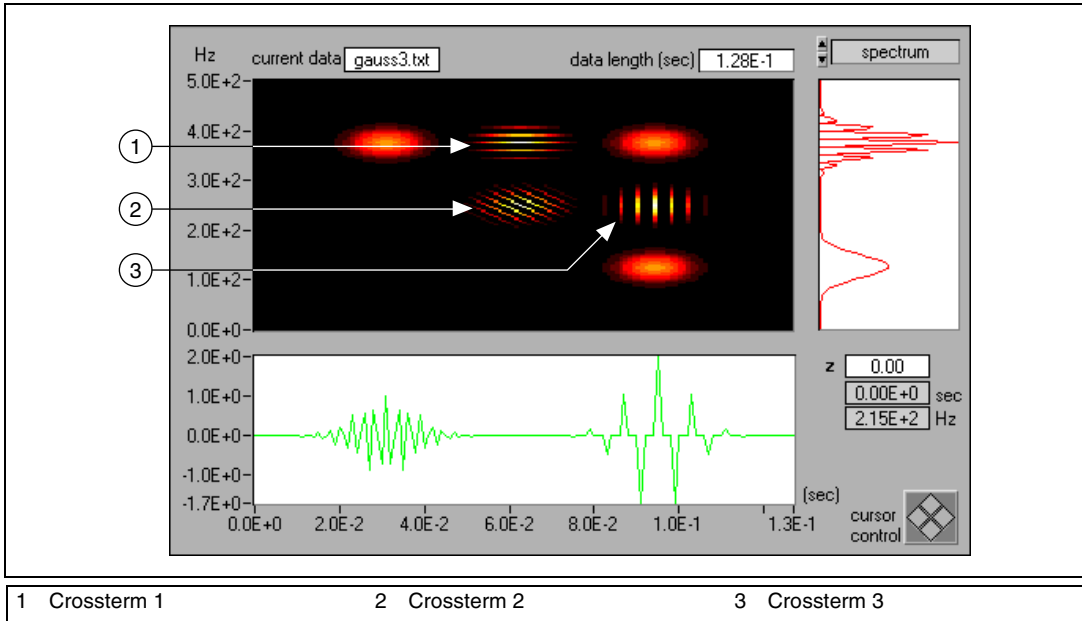 Hz current data gauss3.txt data length (sec) 1.28E-1 spectrum
5.0E+2
4.0E+2
1
3.0E+2
2
2.0E+2
3
1.0E+2
0.0E+0
2.0E+0
z 0.00
1.0E+0
0.00E+0 sec
2.15E+2 Hz
0.0E+0
-1.0E+0
-1.7E+0
(sec)
0.0E+0 2.0E-2 4.0E-2 6.0E-2 8.0E-2 1.0E-1 1.3E-1
cursor
control
1 Crossterm 1 2 Crossterm 2 3 Crossterm 3